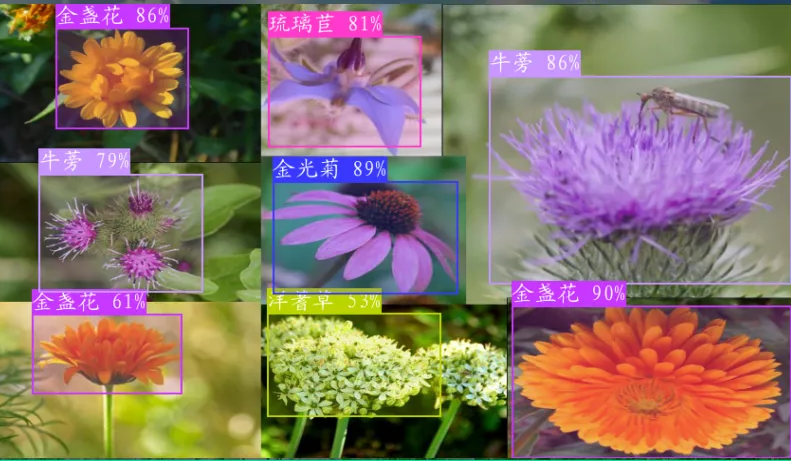 金盏花 86%
琉璃苣 81%
牛蒡 86%
牛蒡 79%
金光菊 89%
金盏花 61%
洋蓍草 53%
金盏花 90%